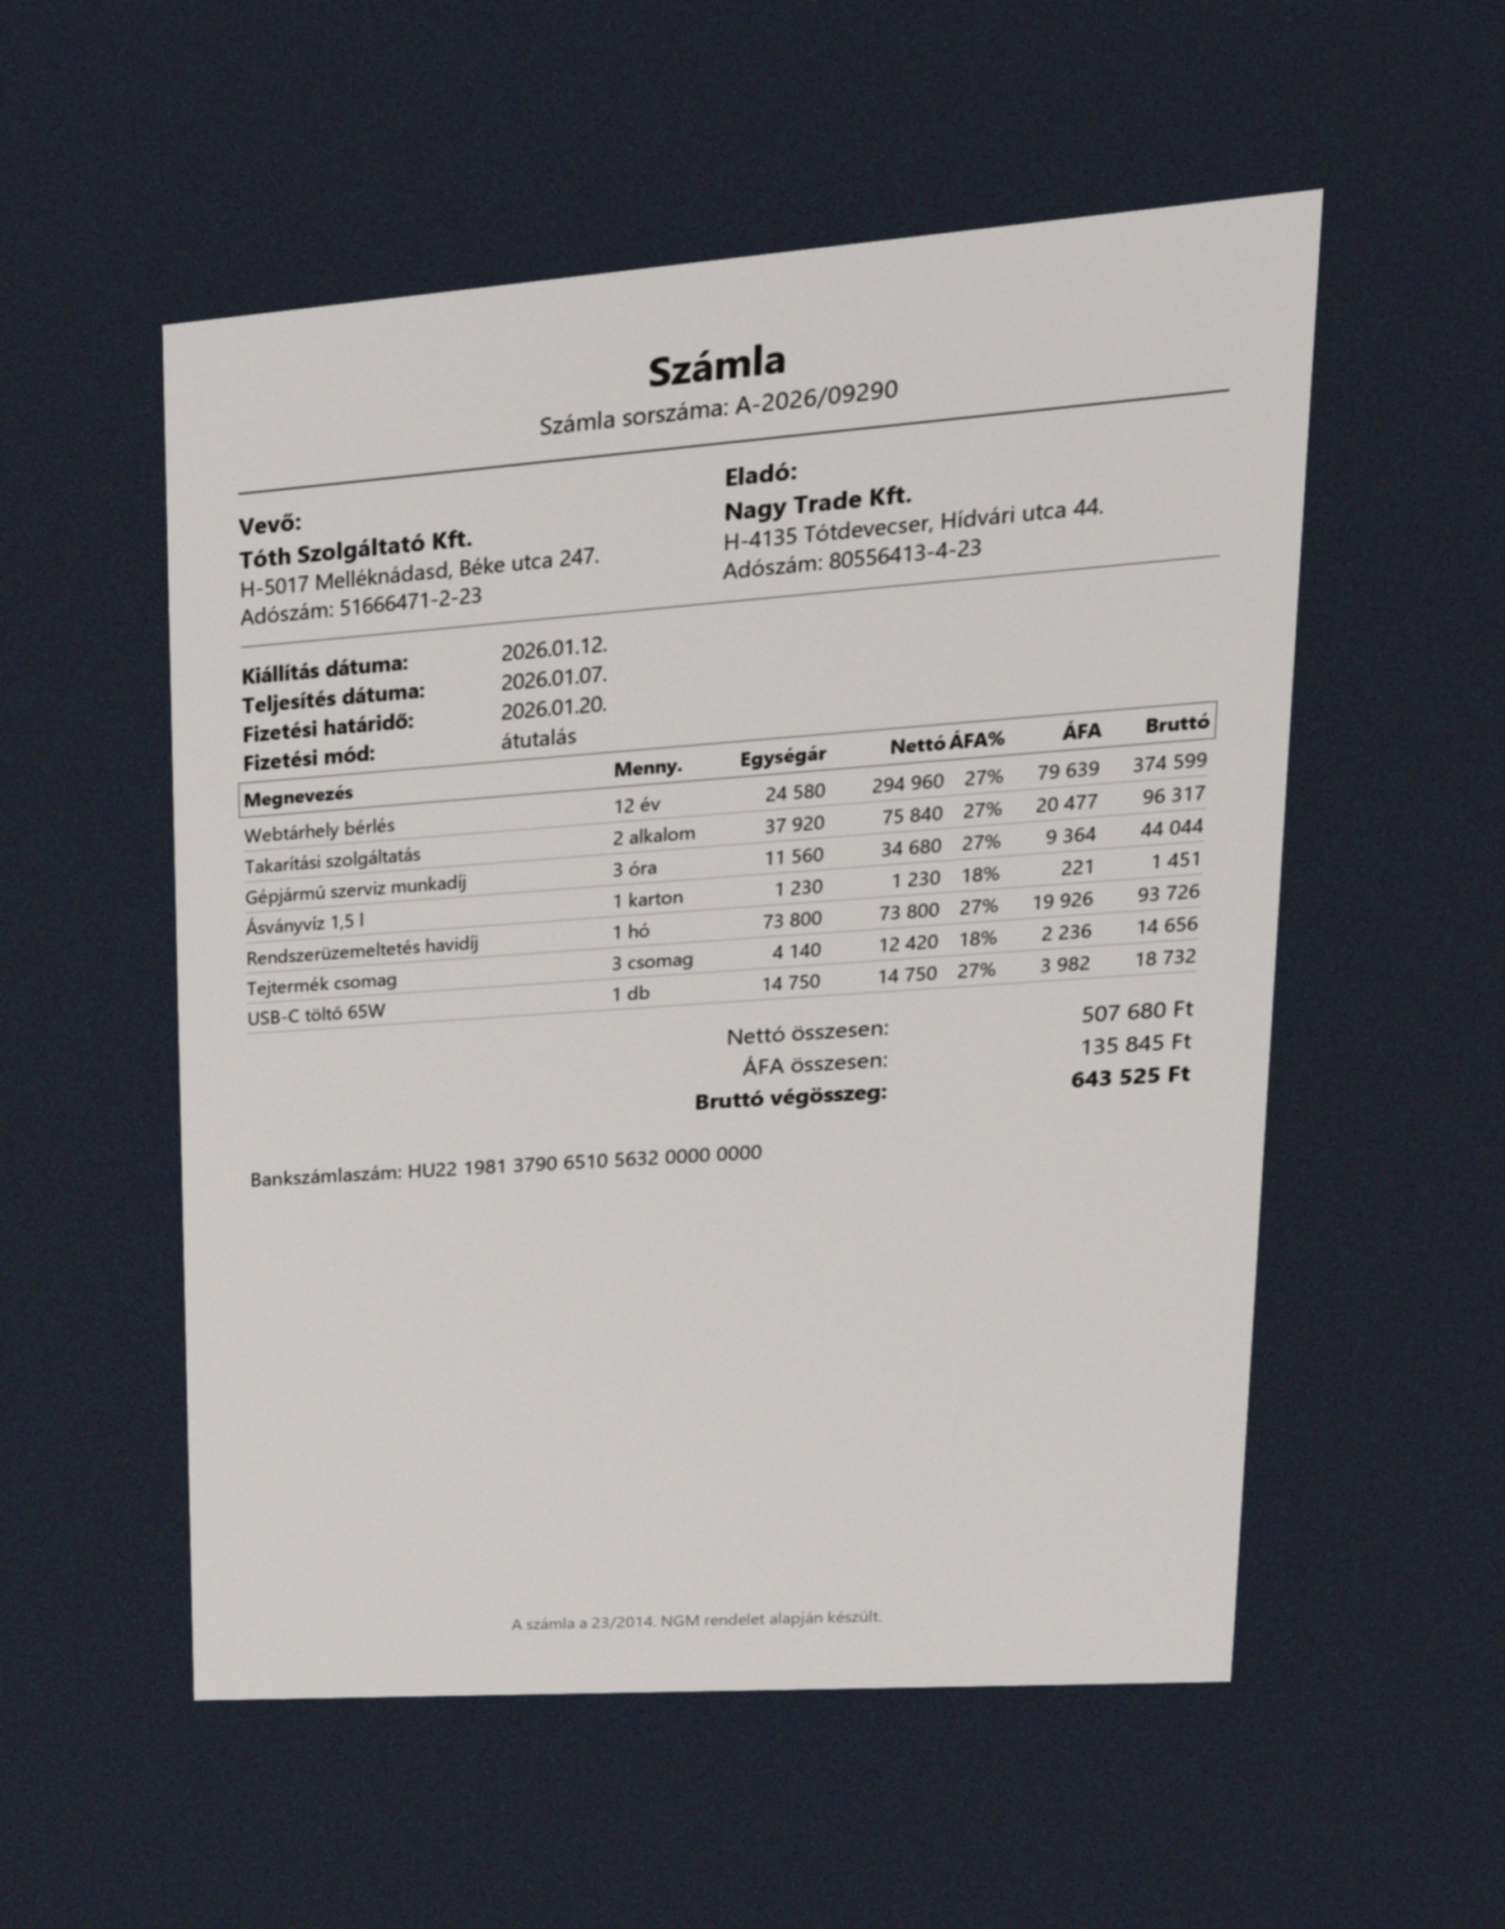 Számla
Számla sorszáma: A-2026/09290
Vevő:
Tóth Szolgáltató Kft.
H-5017 Melléknádasd, Béke utca 247.
Adószám: 51666471-2-23
Eladó:
Nagy Trade Kft.
H-4135 Tótdevecser, Hídvári utca 44.
Adószám: 80556413-4-23
Kiállítás dátuma: 2026.01.12.
Teljesítés dátuma: 2026.01.07.
Fizetési határidő: 2026.01.20.
Fizetési mód: átutalás
Megnevezés Menny. Egységár Nettó ÁFA% ÁFA Bruttó
Webtárhely bérlés 12 év 24 580 294 960 27% 79 639 374 599
Takarítási szolgáltatás 2 alkalom 37 920 75 840 27% 20 477 96 317
Gépjármű szerviz munkadíj 3 óra 11 560 34 680 27% 9 364 44 044
Ásványvíz 1,5 l 1 karton 1 230 1 230 18% 221 1 451
Rendszerüzemeltetés havidíj 1 hó 73 800 73 800 27% 19 926 93 726
Tejtermék csomag 3 csomag 4 140 12 420 18% 2 236 14 656
USB-C töltő 65W 1 db 14 750 14 750 27% 3 982 18 732
Nettó összesen: 507 680 Ft
ÁFA összesen: 135 845 Ft
Bruttó végösszeg: 643 525 Ft
Bankszámlaszám: HU22 1981 3790 6510 5632 0000 0000
A számla a 23/2014. NGM rendelet alapján készült.